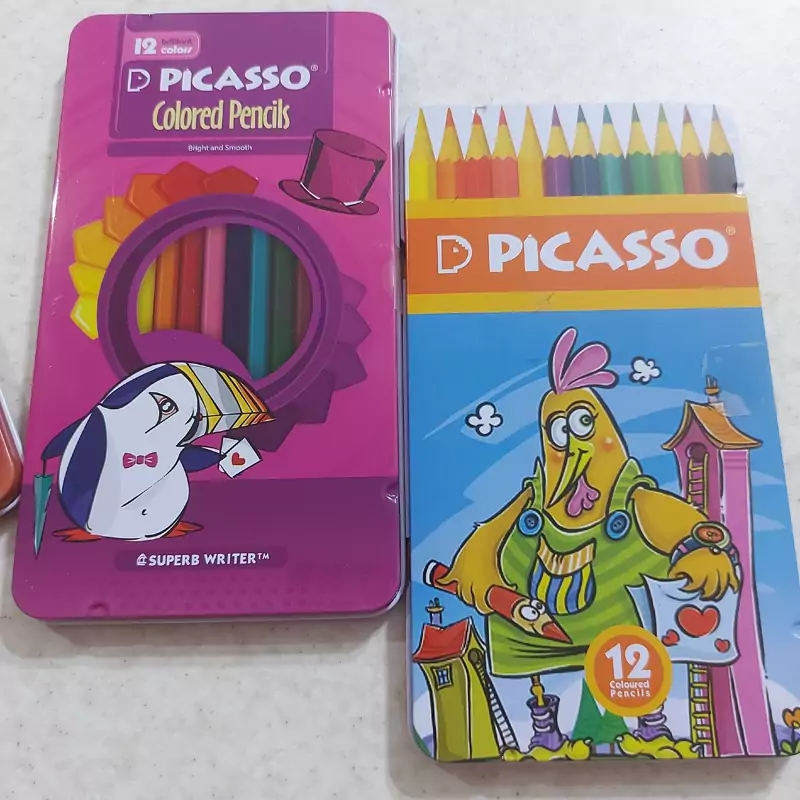 12 brilliant colors
PICASSO®
Colored Pencils
Bright and Smooth
SUPERB WRITER™
PICASSO®
12
Coloured
Pencils